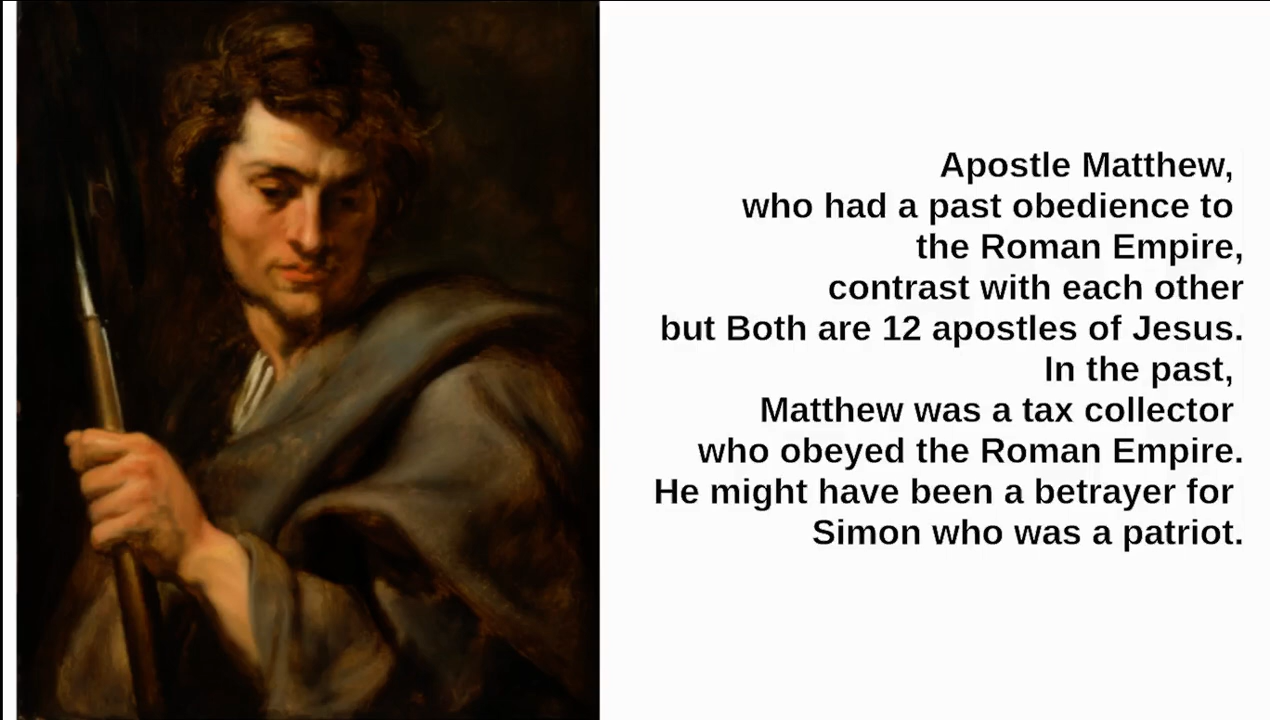 Apostle Matthew,
who had a past obedience to
the Roman Empire,
contrast with each other
but Both are 12 apostles of Jesus.
In the past,
Matthew was a tax collector
who obeyed the Roman Empire.
He might have been a betrayer for
Simon who was a patriot.